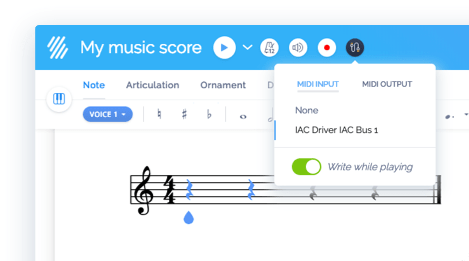 My music score
Note Articulation Ornament D
VOICE 1
MIDI INPUT MIDI OUTPUT
None
IAC Driver IAC Bus 1
Write while playing
4
4